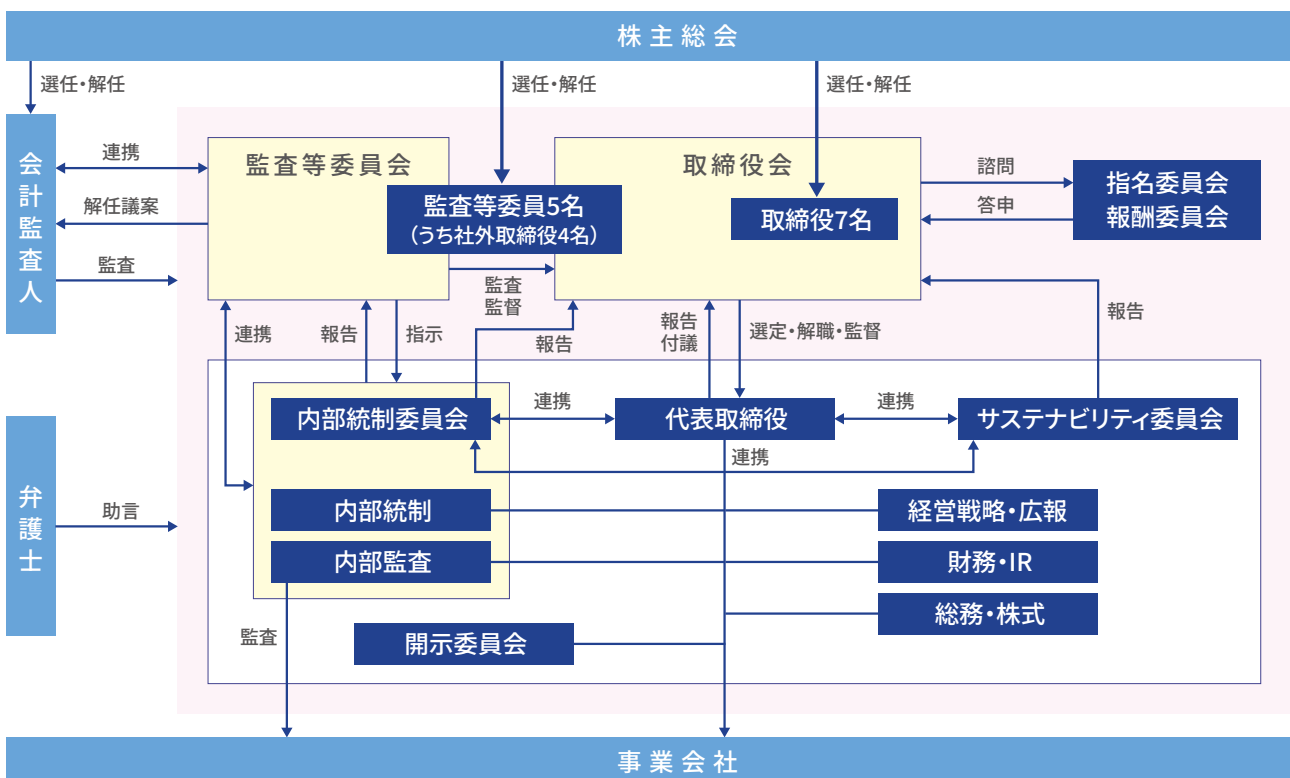 株主総会
選任・解任
選任・解任
選任・解任
会計監査人
連携
解任議案
監査
監査等委員会
監査等委員5名
（うち社外取締役4名）
取締役会
取締役7名
諮問
答申
指名委員会
報酬委員会
監査
監督
連携
報告
指示
報告
報告
付議
選定・解職・監督
報告
内部統制委員会
連携
代表取締役
連携
サステナビリティ委員会
連携
弁護士
助言
内部統制
経営戦略・広報
内部監査
財務・IR
総務・株式
監査
開示委員会
事業会社